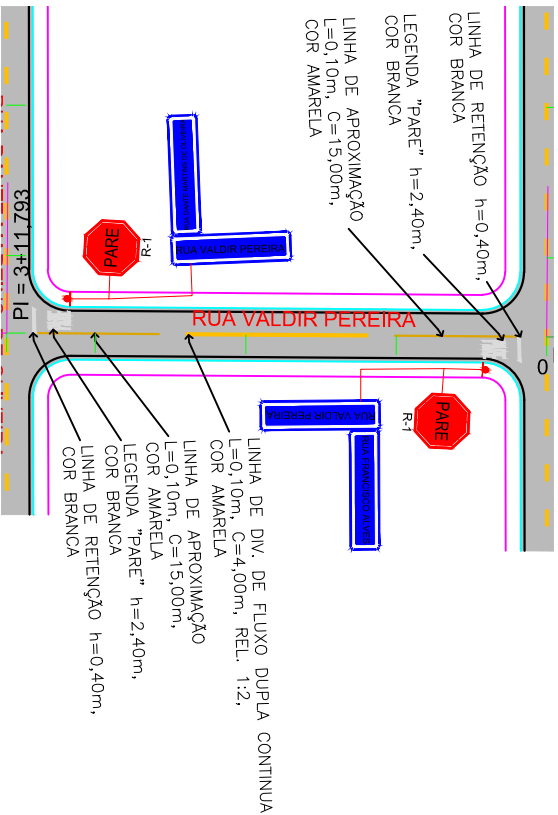 LINHA DE RETENÇÃO h=0,40m,
COR BRANCA
LEGENDA "PARE" h=2,40m,
COR BRANCA
LINHA DE APROXIMAÇÃO
L=0,10m, C=15,00m,
COR AMARELA
RUA VALDIR PEREIRA
PARE
R-1
PI = 3+11,793
RUA VALDIR PEREIRA
0
RUA VALDIR PEREIRA
PARE
R-1
LINHA DE DIV. DE FLUXO DUPLA CONTINUA
L=0,10m, C=4,00m, REL. 1:2,
COR AMARELA
LINHA DE APROXIMAÇÃO
L=0,10m, C=15,00m,
COR AMARELA
LEGENDA "PARE" h=2,40m,
COR BRANCA
LINHA DE RETENÇÃO h=0,40m,
COR BRANCA